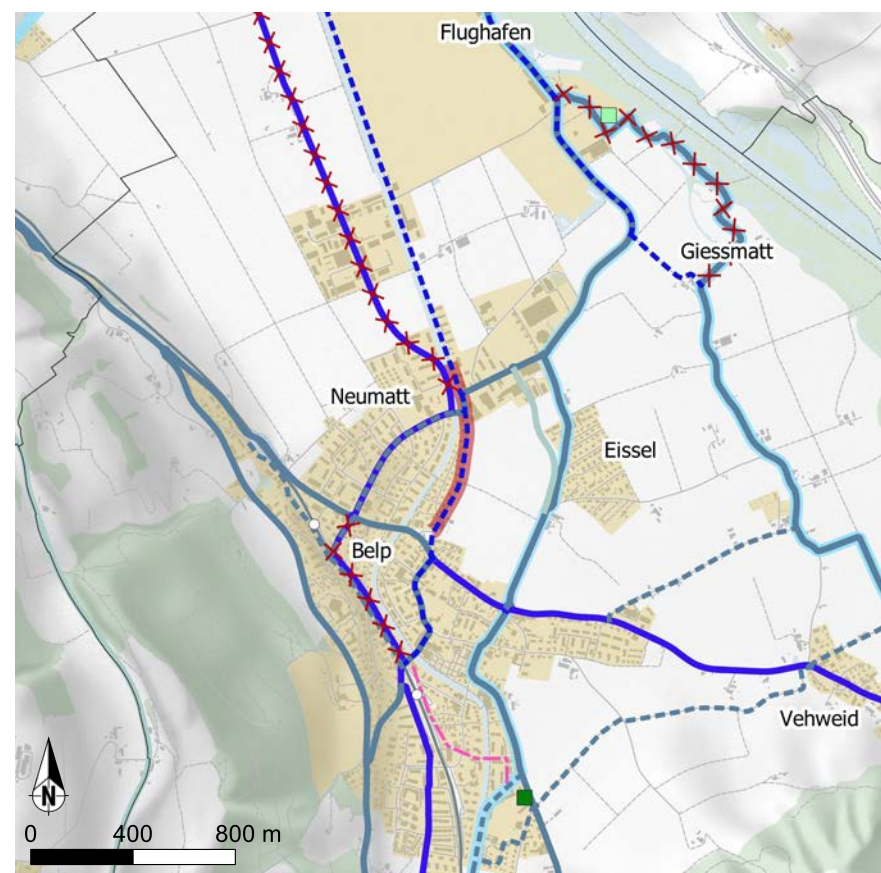 Flughafen
Giessmatt
Neumatt
Eissel
Belp
Vehweid
N
0 400 800 m